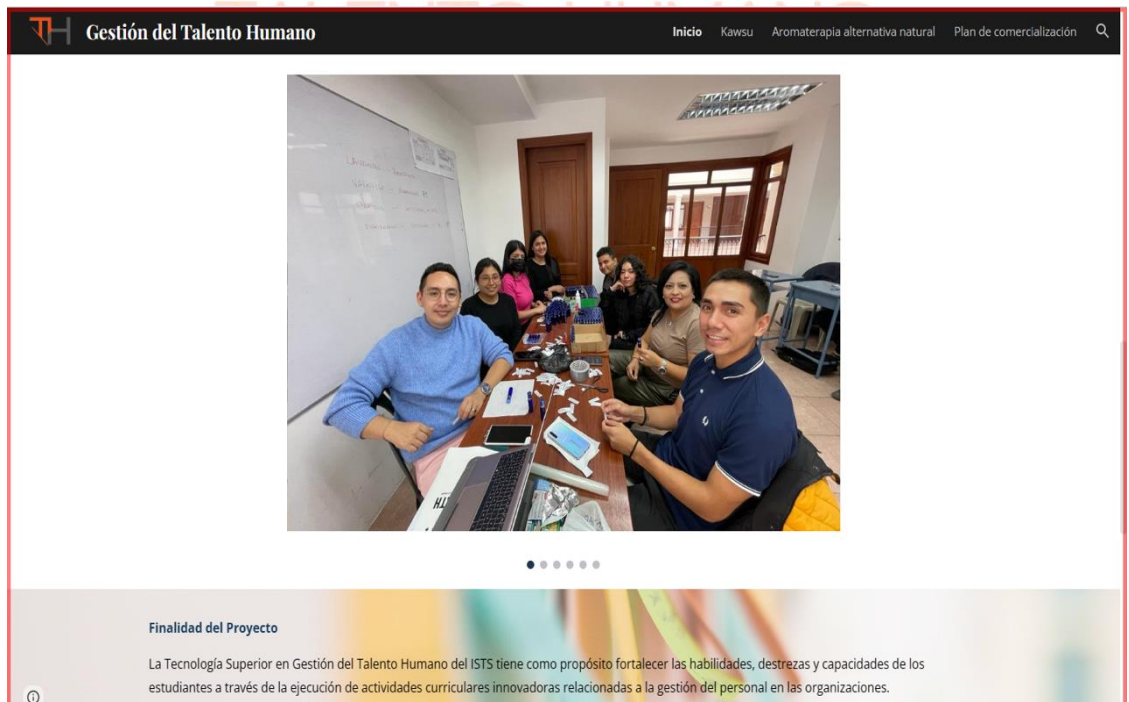 TALENTO HUMANO
TH
Gestión del Talento Humano
Inicio Kawsu Aromaterapia alternativa natural Plan de comercialización
Finalidad del Proyecto
La Tecnología Superior en Gestión del Talento Humano del ISTS tiene como propósito fortalecer las habilidades, destrezas y capacidades de los
estudiantes a través de la ejecución de actividades curriculares innovadoras relacionadas a la gestión del personal en las organizaciones.